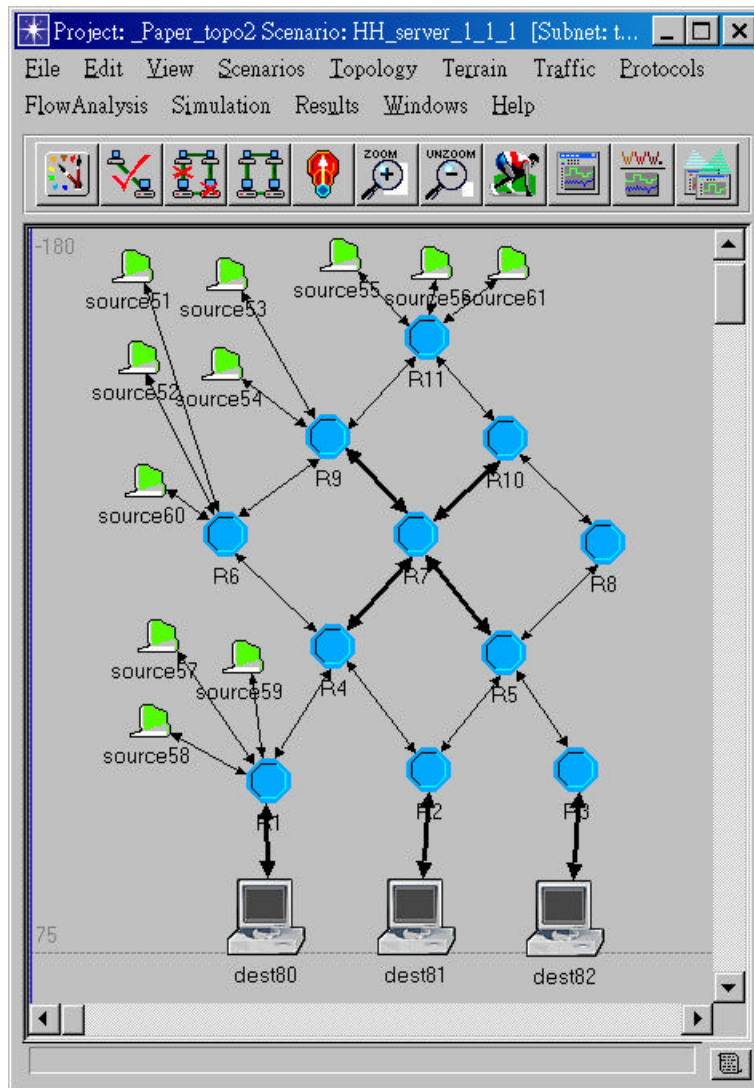 Project: _Paper_topo2 Scenario: HH_server_1_1_1 [Subnet: t...
File Edit View Scenarios Topology Terrain Traffic Protocols
FlowAnalysis Simulation Results Windows Help
ZOOM UNZOOM
-180
source51 source53 source55 source56 source61
R11
source52 source54
R9 R10
source60
R6 R7 R8
source57 source59 R4 R5
source58
R1 R2 R3
75
dest80 dest81 dest82